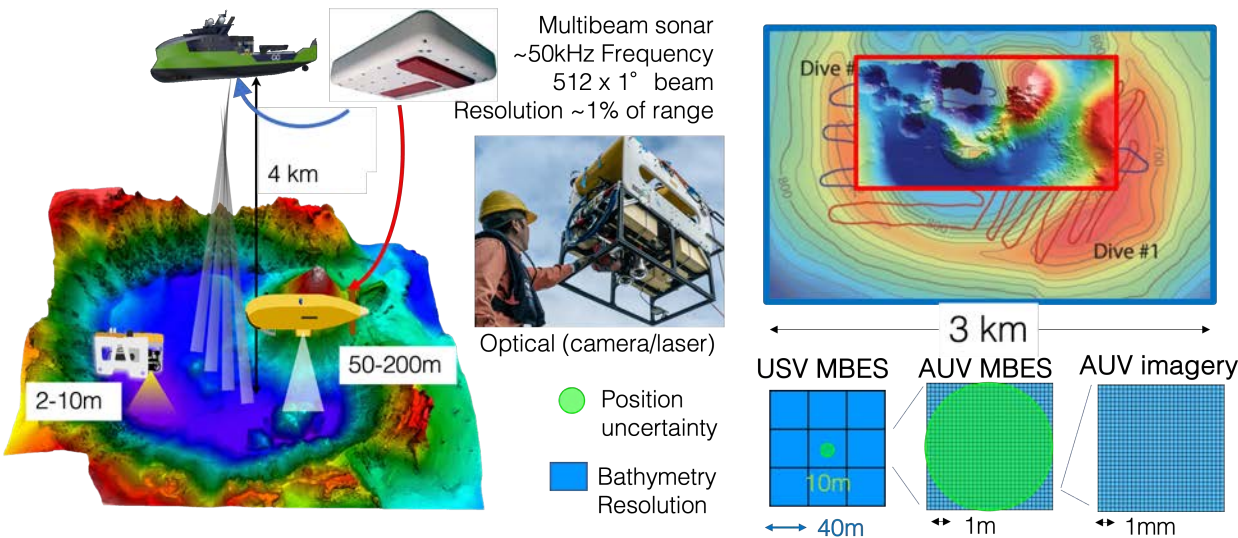 Multibeam sonar
~50kHz Frequency
512 x 1° beam
Resolution ~1% of range
4 km
50-200m
2-10m
Optical (camera/laser)
Position
uncertainty
Bathymetry
Resolution
800
Dive #
800
700
800
Dive #1
3 km
USV MBES
AUV MBES
AUV imagery
10m
40m
1m
1mm